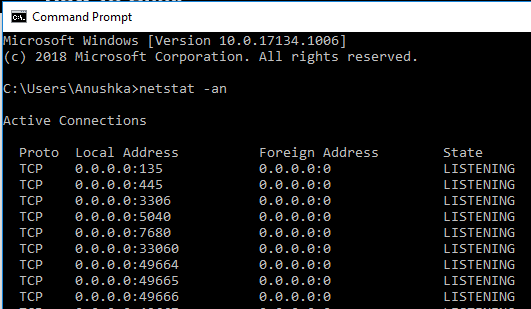 Command Prompt
Microsoft Windows [Version 10.0.17134.1006]
(c) 2018 Microsoft Corporation. All rights reserved.
C:\Users\Anushka>netstat -an
Active Connections
Proto  Local Address          Foreign Address        State
TCP    0.0.0.0:135            0.0.0.0:0              LISTENING
TCP    0.0.0.0:445            0.0.0.0:0              LISTENING
TCP    0.0.0.0:3306           0.0.0.0:0              LISTENING
TCP    0.0.0.0:5040           0.0.0.0:0              LISTENING
TCP    0.0.0.0:7680           0.0.0.0:0              LISTENING
TCP    0.0.0.0:33060          0.0.0.0:0              LISTENING
TCP    0.0.0.0:49664          0.0.0.0:0              LISTENING
TCP    0.0.0.0:49665          0.0.0.0:0              LISTENING
TCP    0.0.0.0:49666          0.0.0.0:0              LISTENING